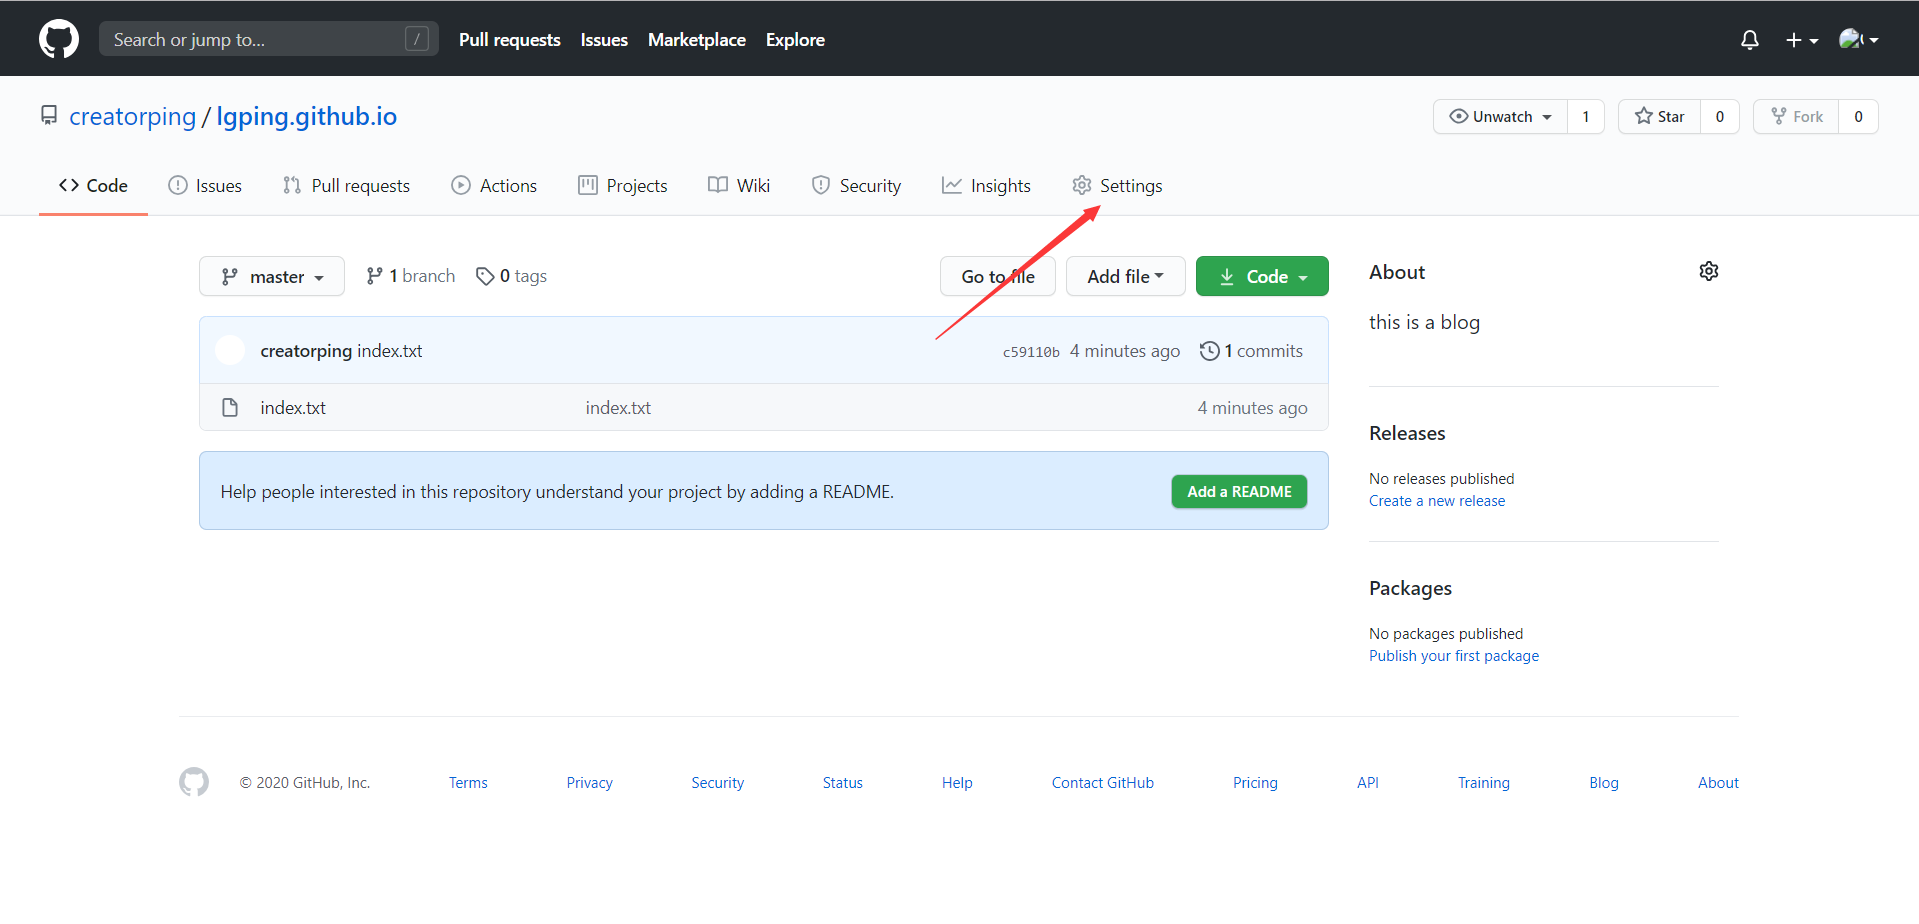 Search or jump to... /
Pull requests Issues Marketplace Explore
creatorping / lgping.github.io
Unwatch 1 Star 0 Fork 0
Code Issues Pull requests Actions Projects Wiki Security Insights Settings
master 1 branch 0 tags Go to file Add file Code
creatorping index.txt c59110b 4 minutes ago 1 commits
index.txt index.txt 4 minutes ago
Help people interested in this repository understand your project by adding a README. Add a README
About
this is a blog
Releases
No releases published
Create a new release
Packages
No packages published
Publish your first package
© 2020 GitHub, Inc. Terms Privacy Security Status Help Contact GitHub Pricing API Training Blog About